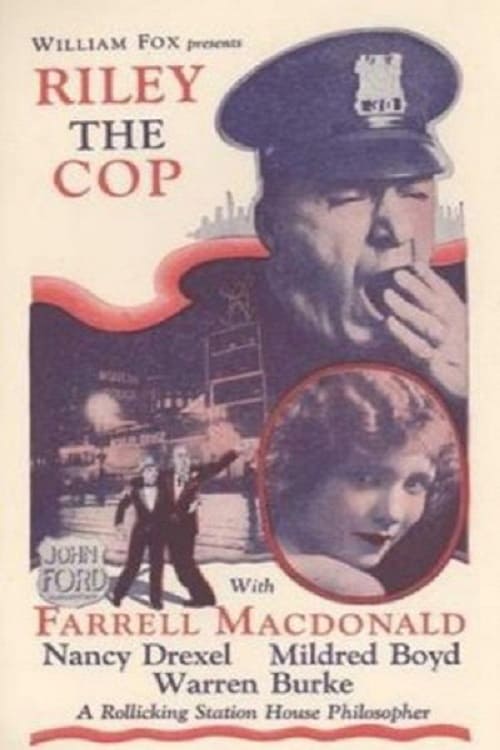 WILLIAM FOX presents
RILEY
THE
COP
JOHN
FORD
With
FARRELL MACDONALD
Nancy Drexel Mildred Boyd
Warren Burke
A Rollicking Station House Philosopher